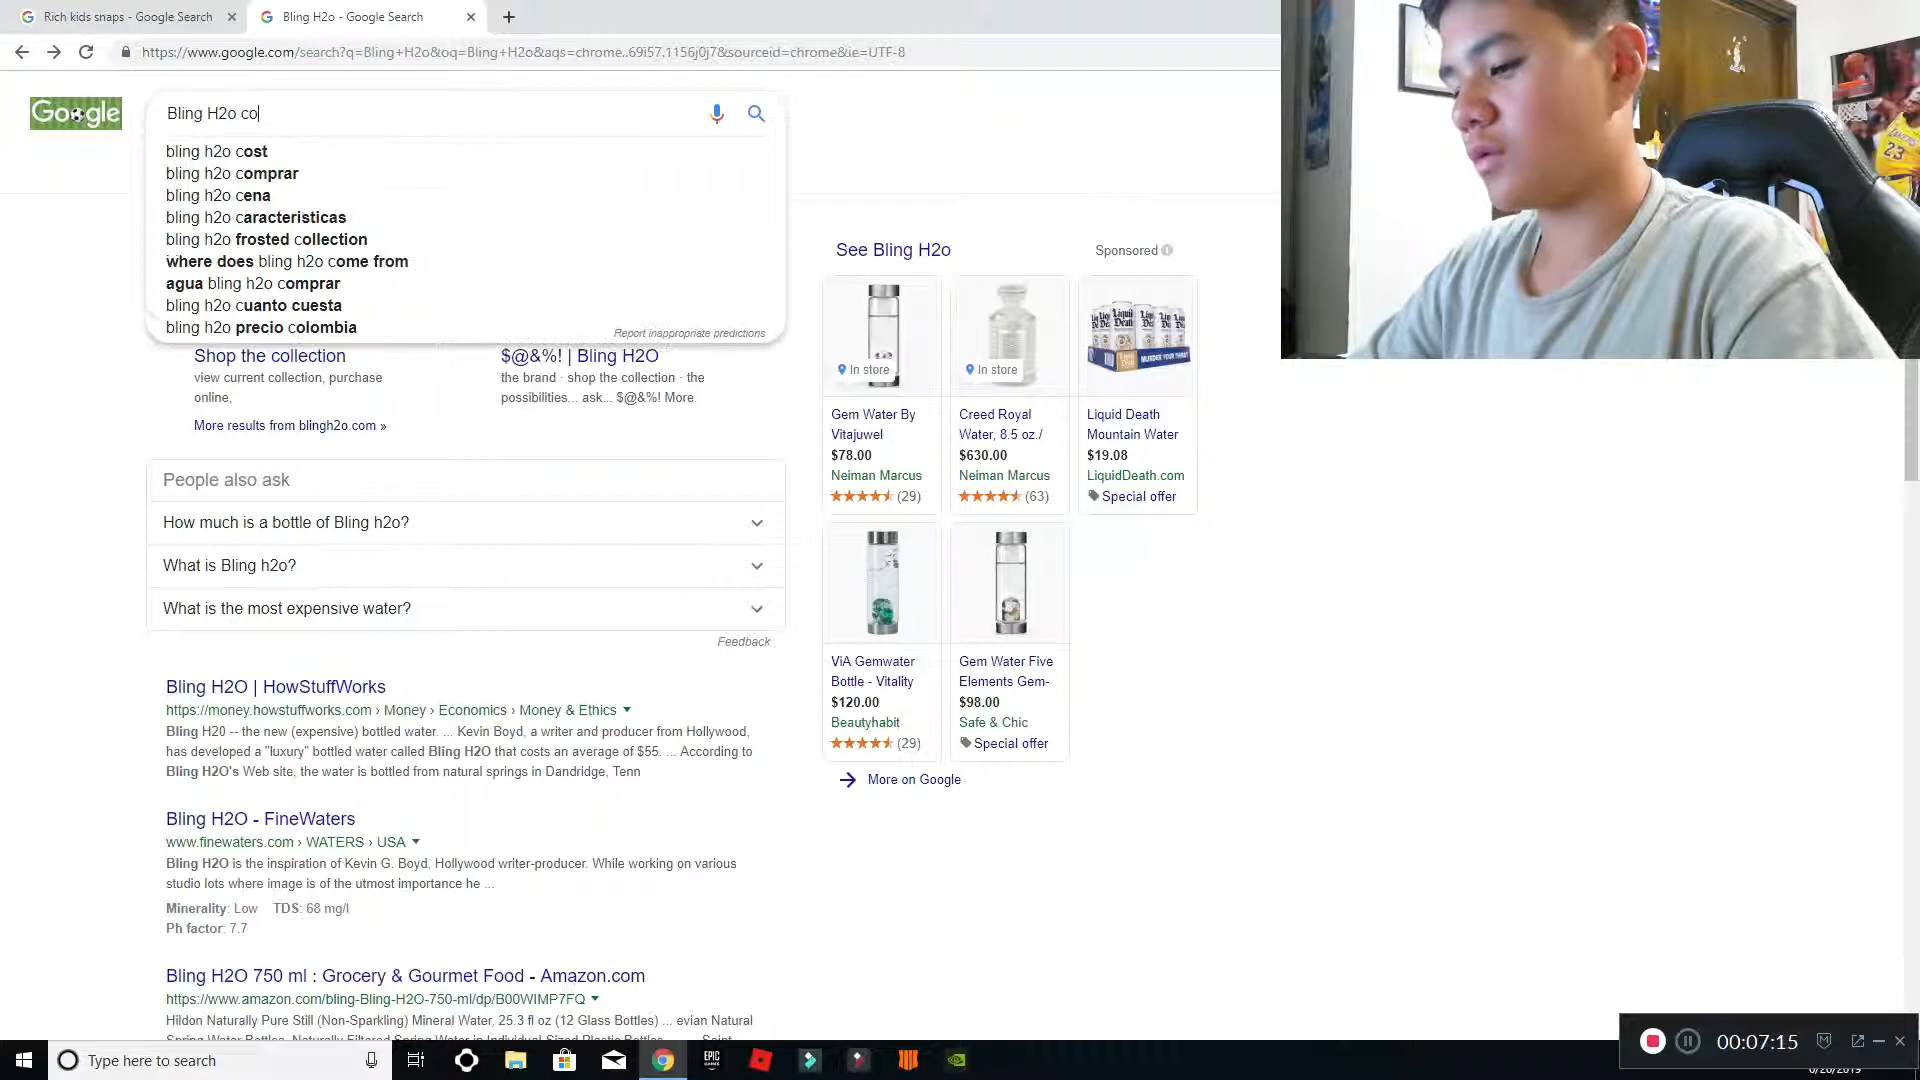 Rich kids snaps - Google Search
Bling H2o - Google Search
https://www.google.com/search?q=Bling+H2o&oq=Bling+H2o&aqs=chrome..69i57.1156j0j7&sourceid=chrome&ie=UTF-8
Google
Bling H2o co
bling h2o cost
bling h2o comprar
bling h2o cena
bling h2o caracteristicas
bling h2o frosted collection
where does bling h2o come from
agua bling h2o comprar
bling h2o cuanto cuesta
bling h2o precio colombia
Report inappropriate predictions
Shop the collection
view current collection, purchase
online,
$@&%! | Bling H2O
the brand · shop the collection · the
possibilities... ask... $@&%! More.
More results from blingh2o.com »
People also ask
How much is a bottle of Bling h2o?
What is Bling h2o?
What is the most expensive water?
Feedback
Bling H2O | HowStuffWorks
https://money.howstuffworks.com › Money › Economics › Money & Ethics
Bling H20 -- the new (expensive) bottled water. ... Kevin Boyd, a writer and producer from Hollywood,
has developed a "luxury" bottled water called Bling H2O that costs an average of $55. ... According to
Bling H2O's Web site, the water is bottled from natural springs in Dandridge, Tenn
Bling H2O - FineWaters
www.finewaters.com › WATERS › USA
Bling H2O is the inspiration of Kevin G. Boyd, Hollywood writer-producer. While working on various
studio lots where image is of the utmost importance he ...
Minerality: Low TDS: 68 mg/l
Ph factor: 7.7
Bling H2O 750 ml : Grocery & Gourmet Food - Amazon.com
https://www.amazon.com/bling-Bling-H2O-750-ml/dp/B00WIMP7FQ
Hildon Naturally Pure Still (Non-Sparkling) Mineral Water, 25.3 fl oz (12 Glass Bottles) ... evian Natural
See Bling H2o
Sponsored
In store
Gem Water By
Vitajuwel
$78.00
Neiman Marcus
(29)
In store
Creed Royal
Water, 8.5 oz./
$630.00
Neiman Marcus
(63)
Liquid Death
MURDER YOUR THIRST
Liquid Death
Mountain Water
$19.08
LiquidDeath.com
Special offer
ViA Gemwater
Bottle - Vitality
$120.00
Beautyhabit
(29)
Gem Water Five
Elements Gem-
$98.00
Safe & Chic
Special offer
More on Google
23
Type here to search
EPIC
GAMES
00:07:15